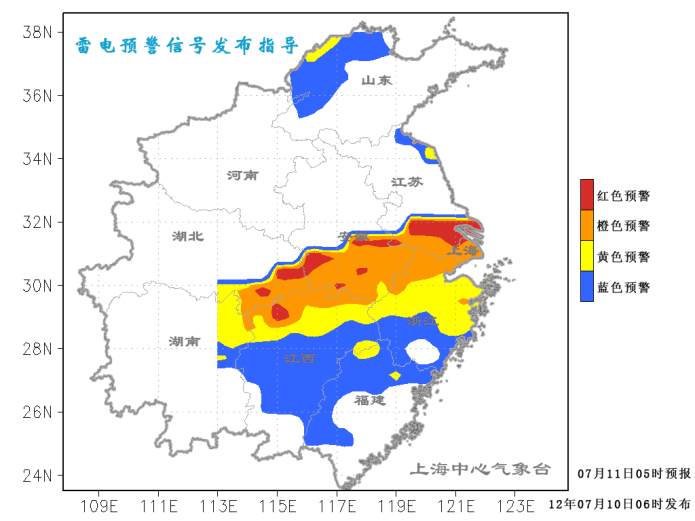 雷电预警信号发布指导
38N
36N
34N
32N
30N
28N
26N
24N
山东
河南
江苏
湖北
安徽
上海
湖南
浙江
江西
福建
红色预警
橙色预警
黄色预警
蓝色预警
上海中心气象台
109E 111E 113E 115E 117E 119E 121E 123E
07月11日05时预报
12年07月10日06时发布